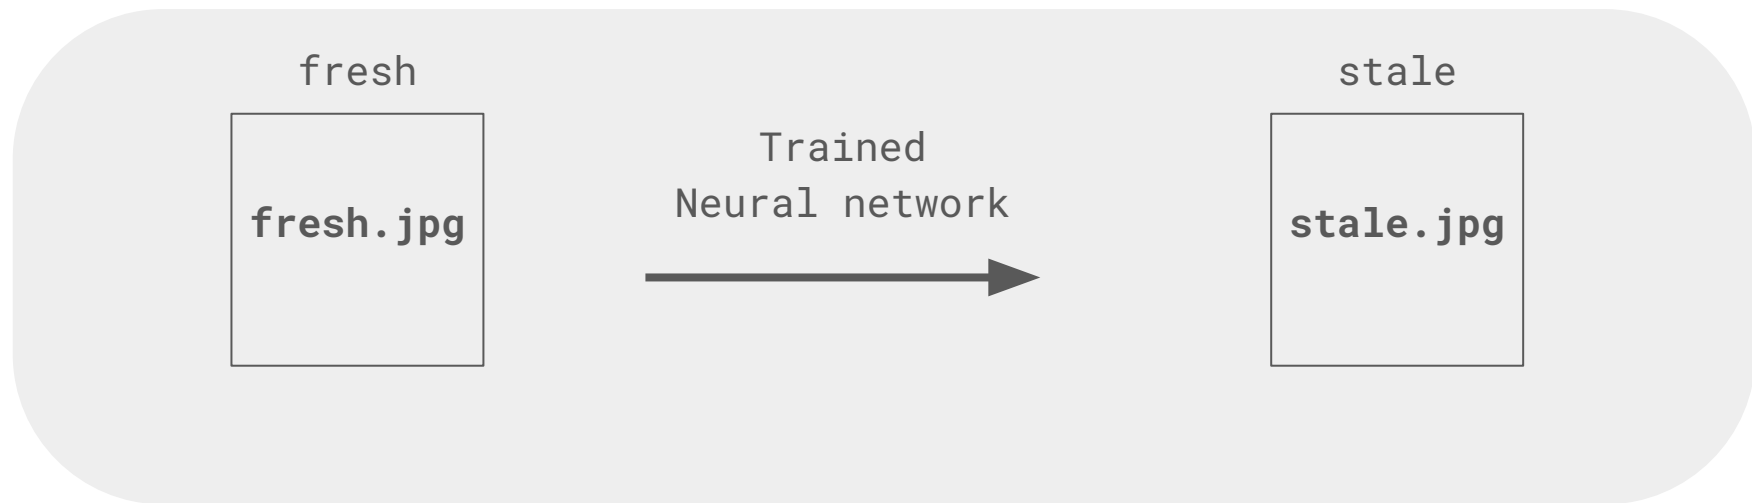 fresh
fresh.jpg
Trained
Neural network
stale
stale.jpg